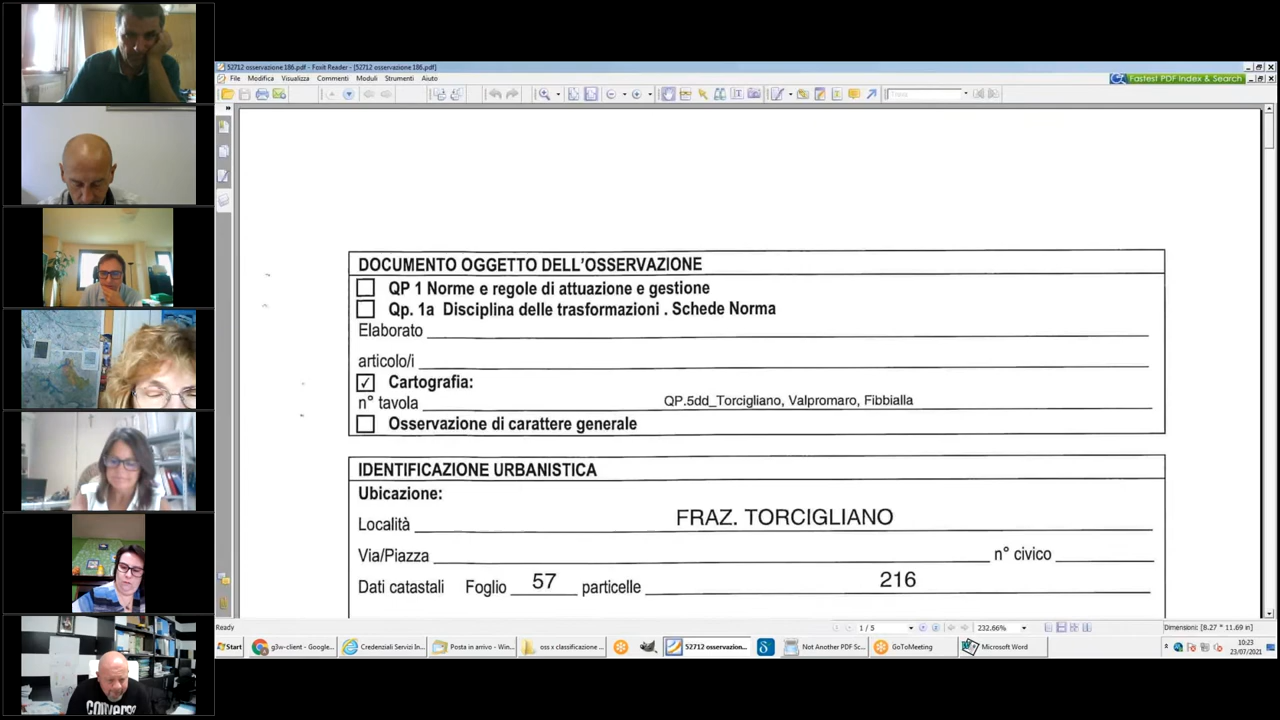 52712 osservazione 186.pdf - Foxit Reader - [52712 osservazione 186.pdf]
File Modifica Visualizza Commenti Moduli Strumenti Aiuto
Fastest PDF Index & Search
DOCUMENTO OGGETTO DELL'OSSERVAZIONE
QP 1 Norme e regole di attuazione e gestione
Qp. 1a Disciplina delle trasformazioni . Schede Norma
Elaborato
articolo/i
✓ Cartografia:
n° tavola QP.5dd_Torcigliano, Valpromaro, Fibbialla
Osservazione di carattere generale
IDENTIFICAZIONE URBANISTICA
Ubicazione:
Località FRAZ. TORCIGLIANO
Via/Piazza n° civico
Dati catastali Foglio 57 particelle 216
Ready 1 / 5 232.66% Dimensioni: [8.27 * 11.69 in]
Start g3w-client - Google... Credenziali Servizi In... Posta in arrivo - Wor... oss x classificazione ... 52712 osservazion... Not Another PDF Sc... GoToMeeting Microsoft Word 10:23
23/07/2021
CONVERS